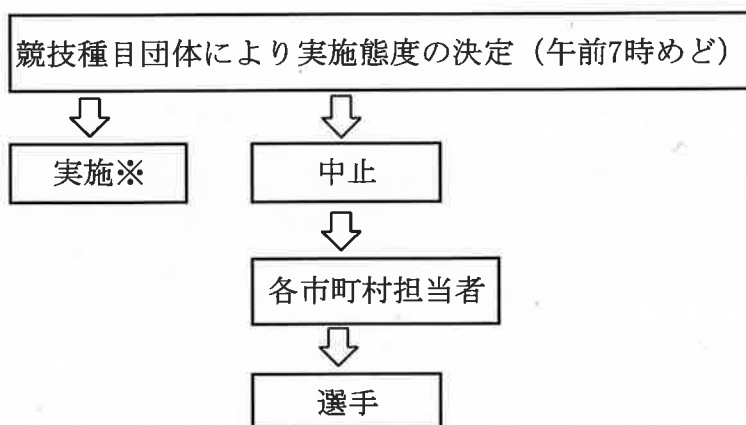 競技種目団体により実施態度の決定（午前7時めど）
実施※
中止
各市町村担当者
選手